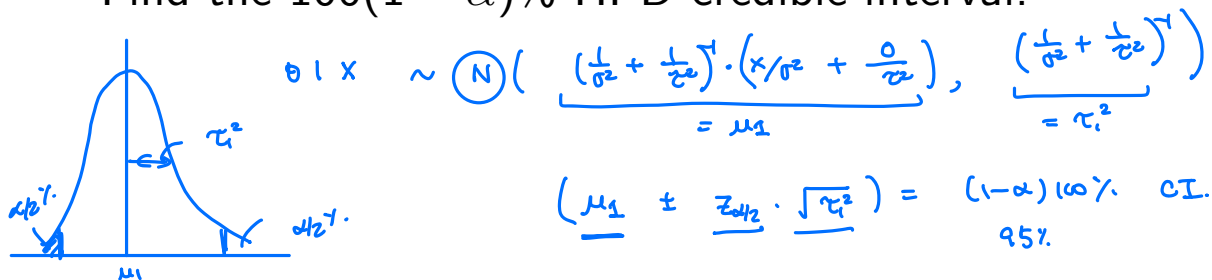 Find the 100(1 − α)% HPD credible interval.
θ | X ~ N( (1/σ² + 1/τ²)⁻¹ · (x/σ² + 0/τ²) , (1/σ² + 1/τ²)⁻¹ )
= μ₁ = τ₁²
τ₁²
(μ₁ ± z_α/2 · √τ₁²) = (1-α)100% CI.
α/2%. α/2%. 95%
μ₁